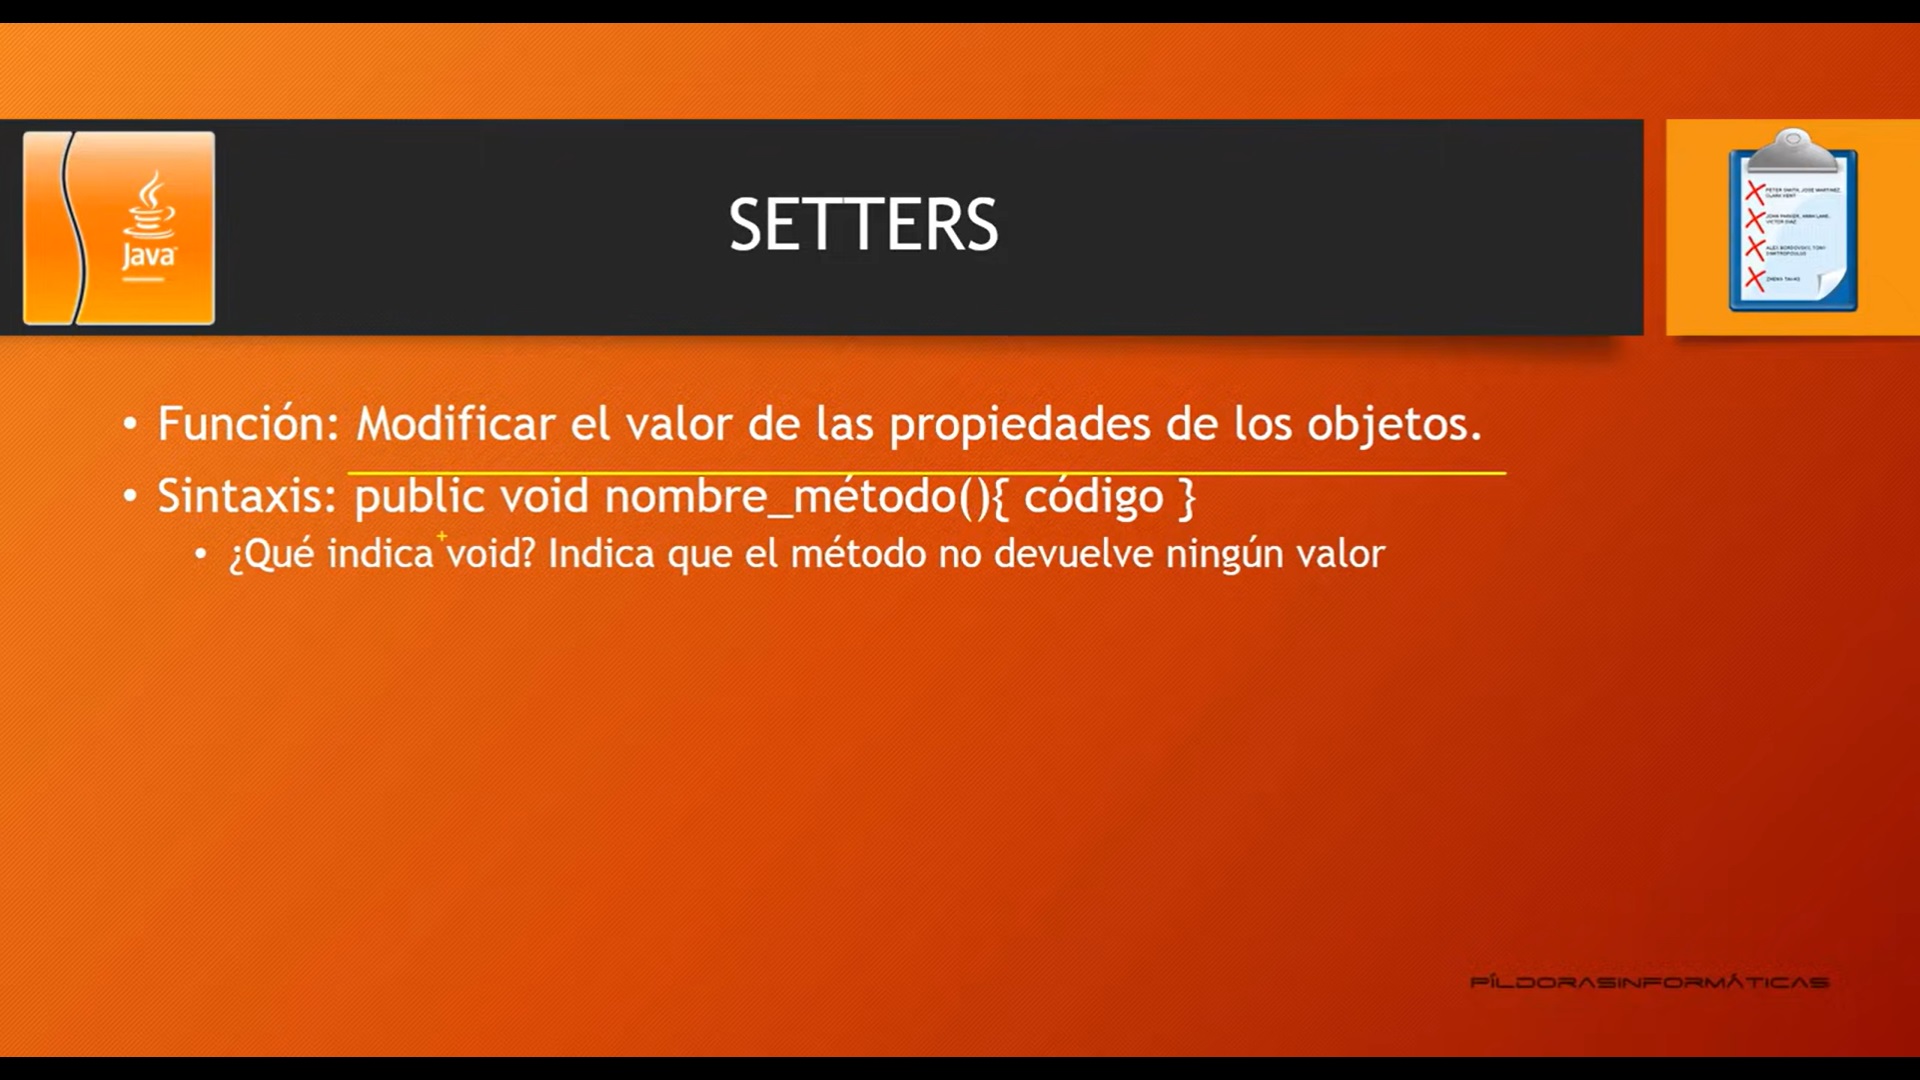 SETTERS
Java
• Función: Modificar el valor de las propiedades de los objetos.
• Sintaxis: public void nombre_método(){ código }
• ¿Qué indica void? Indica que el método no devuelve ningún valor
PÍLDORASINFORMÁTICAS